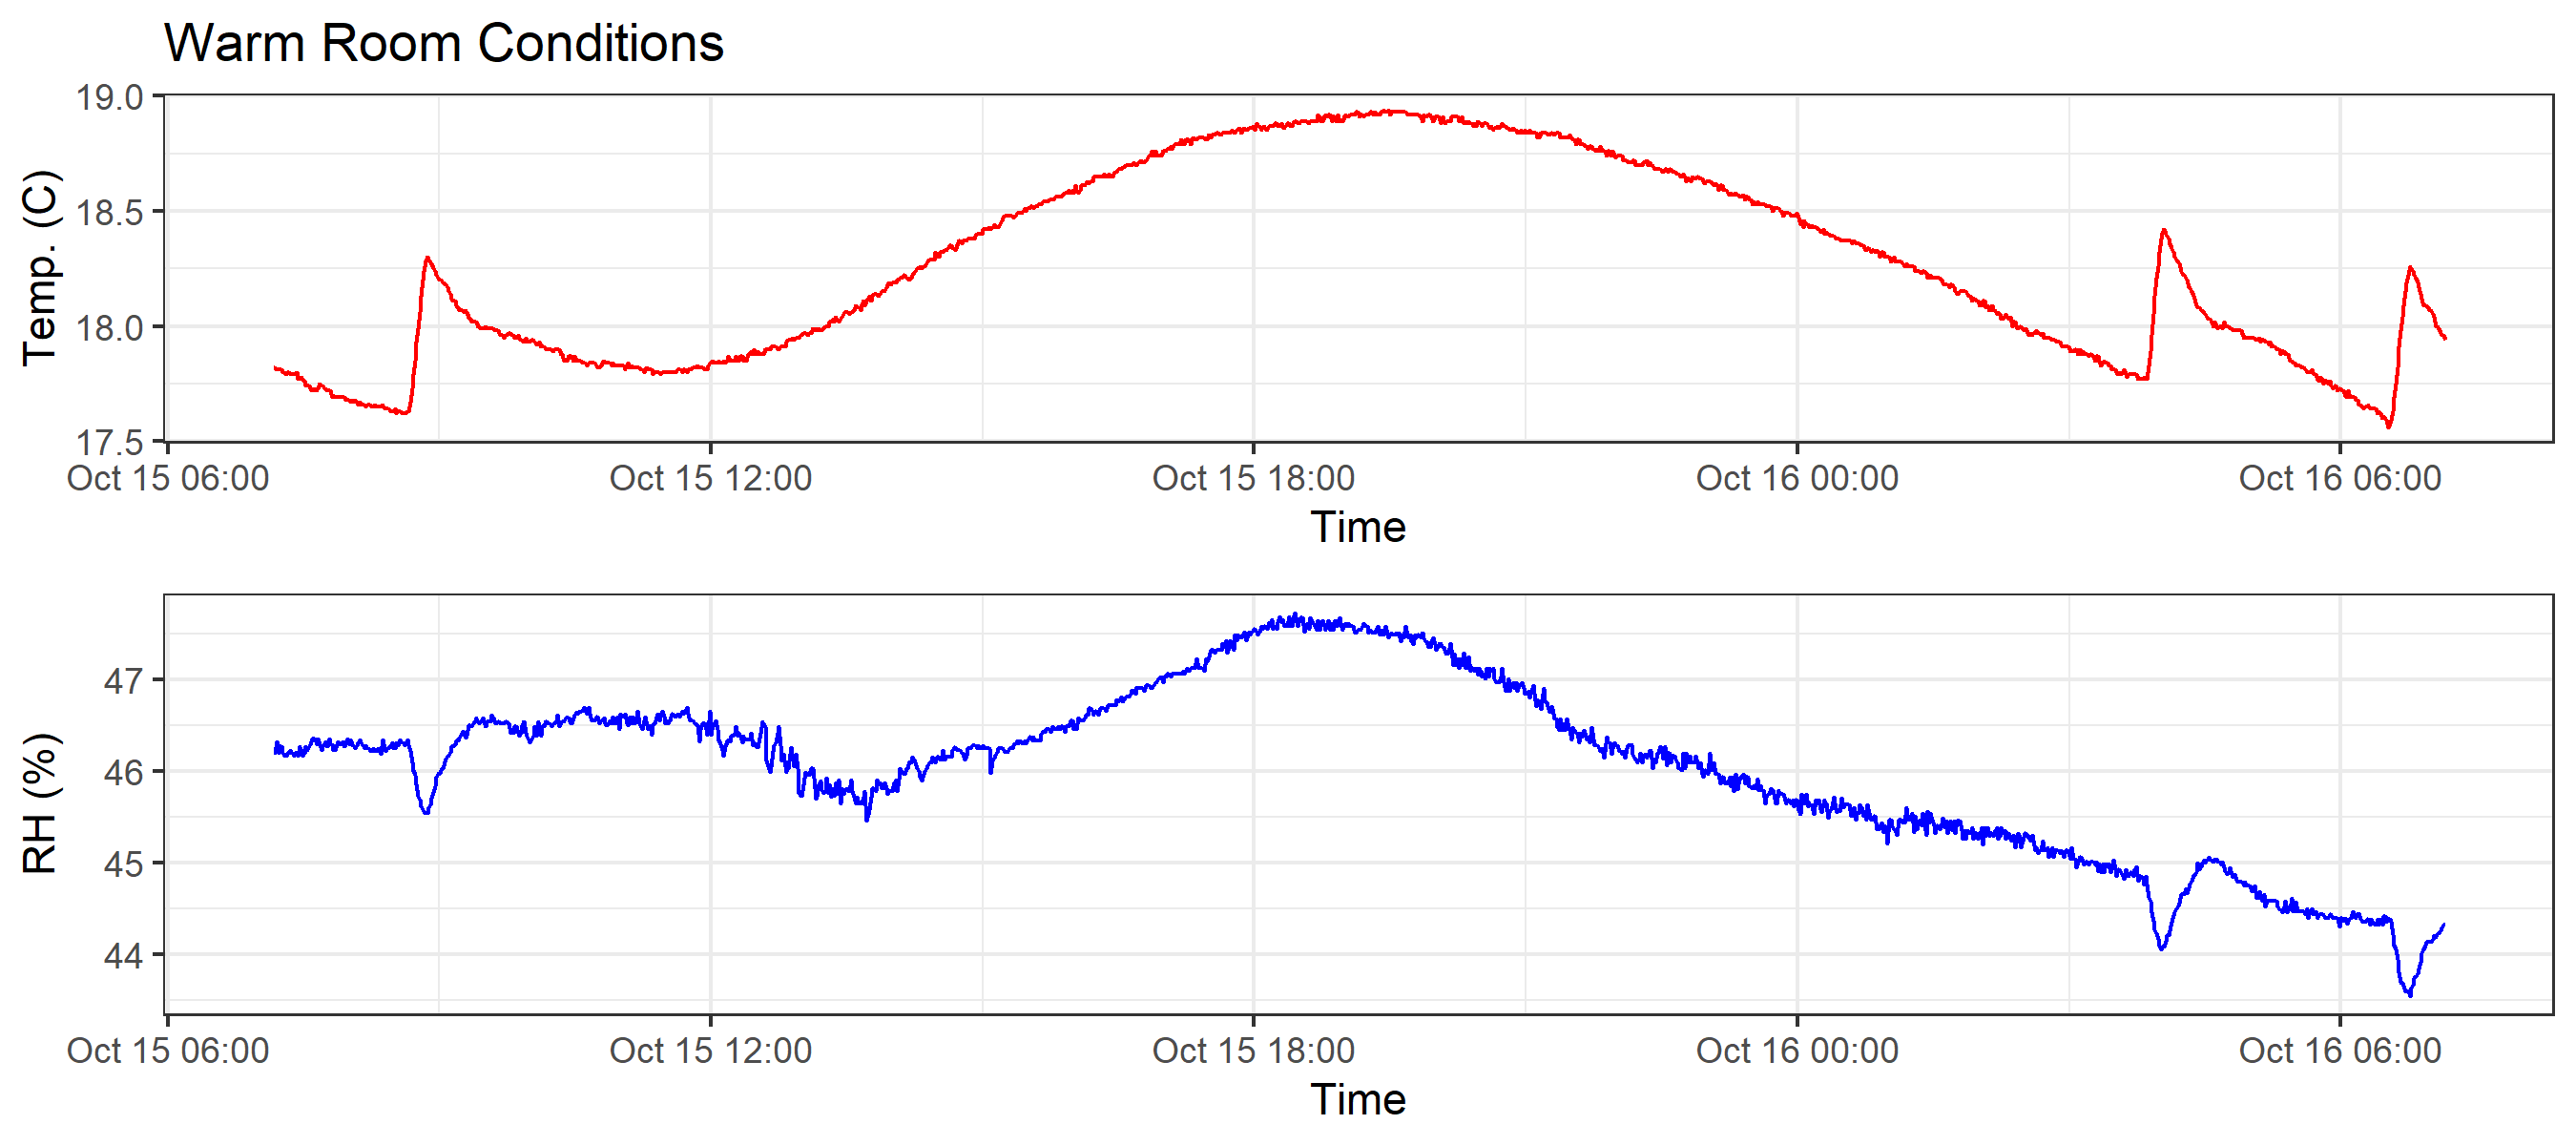 Warm Room Conditions
Temp. (C)
19.0
18.5
18.0
17.5
Oct 15 06:00 Oct 15 12:00 Oct 15 18:00 Oct 16 00:00 Oct 16 06:00
Time
RH (%)
47
46
45
44
Oct 15 06:00 Oct 15 12:00 Oct 15 18:00 Oct 16 00:00 Oct 16 06:00
Time